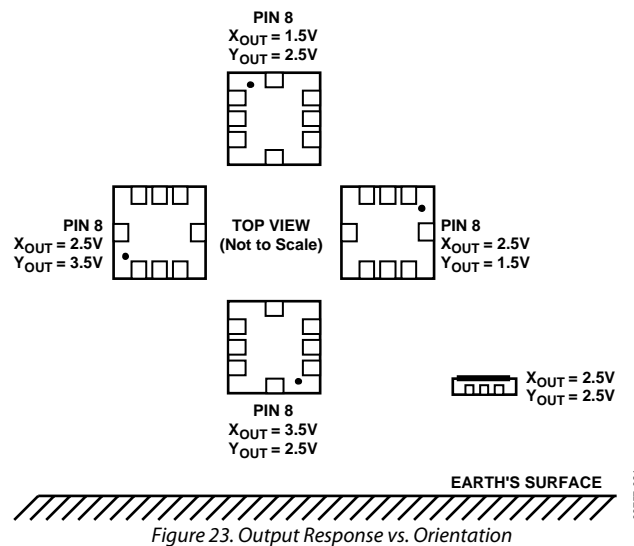 PIN 8
XOUT = 1.5V
YOUT = 2.5V
PIN 8
XOUT = 2.5V
YOUT = 3.5V
TOP VIEW
(Not to Scale)
PIN 8
XOUT = 2.5V
YOUT = 1.5V
PIN 8
XOUT = 3.5V
YOUT = 2.5V
XOUT = 2.5V
YOUT = 2.5V
EARTH'S SURFACE
Figure 23. Output Response vs. Orientation